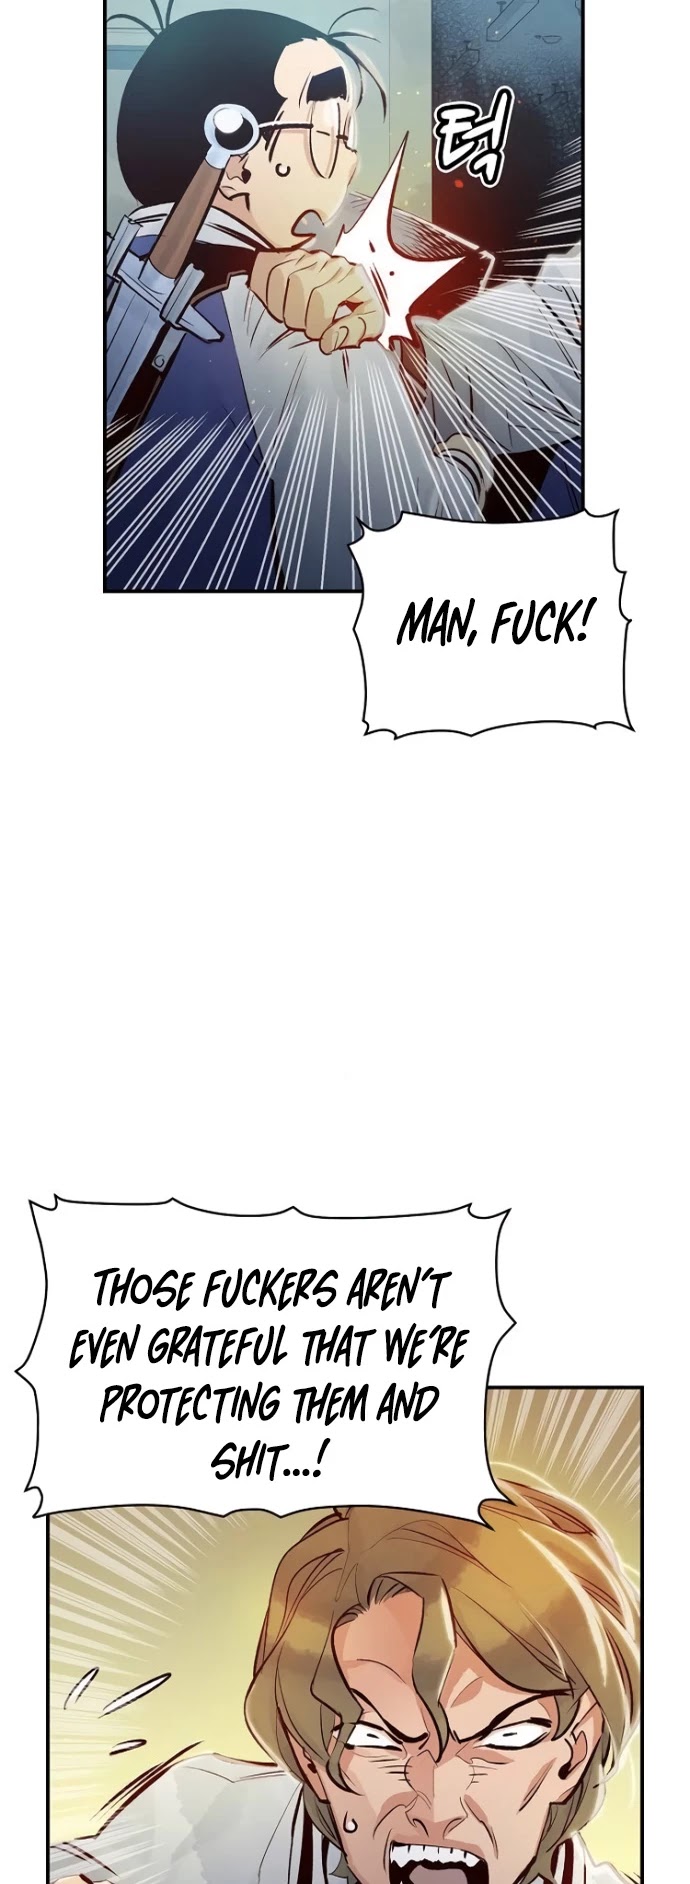 턱
MAN, FUCK!
THOSE FUCKERS AREN'T
EVEN GRATEFUL THAT WE'RE
PROTECTING THEM AND
SHIT...!